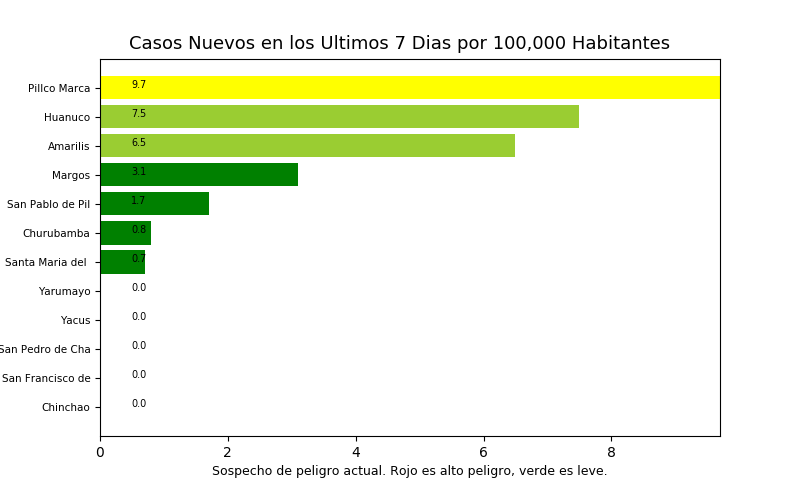 Casos Nuevos en los Ultimos 7 Dias por 100,000 Habitantes
Pillco Marca 9.7
Huanuco 7.5
Amarilis 6.5
Margos 3.1
San Pablo de Pil 1.7
Churubamba 0.8
Santa Maria del 0.7
Yarumayo 0.0
Yacus 0.0
San Pedro de Cha 0.0
San Francisco de 0.0
Chinchao 0.0
0 2 4 6 8
Sospecho de peligro actual. Rojo es alto peligro, verde es leve.